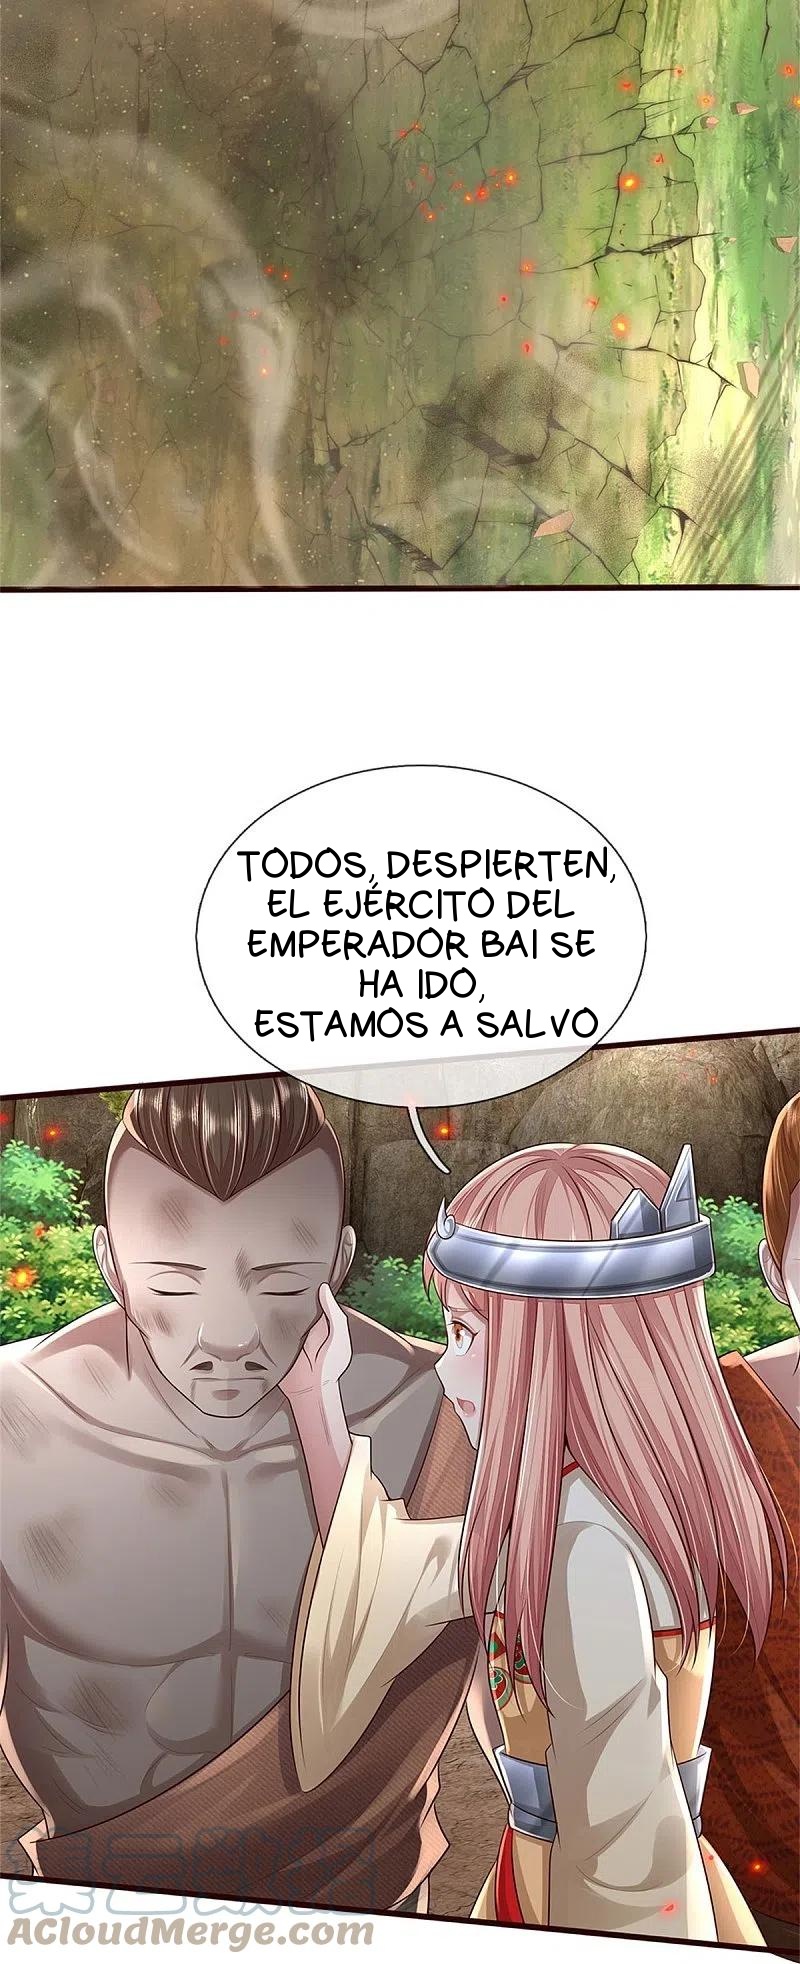 TODOS, DESPIERTEN,
EL EJÉRCITO DEL
EMPERADOR BAI SE
HA IDO,
ESTAMOS A SALVO
ACloudMerge.com